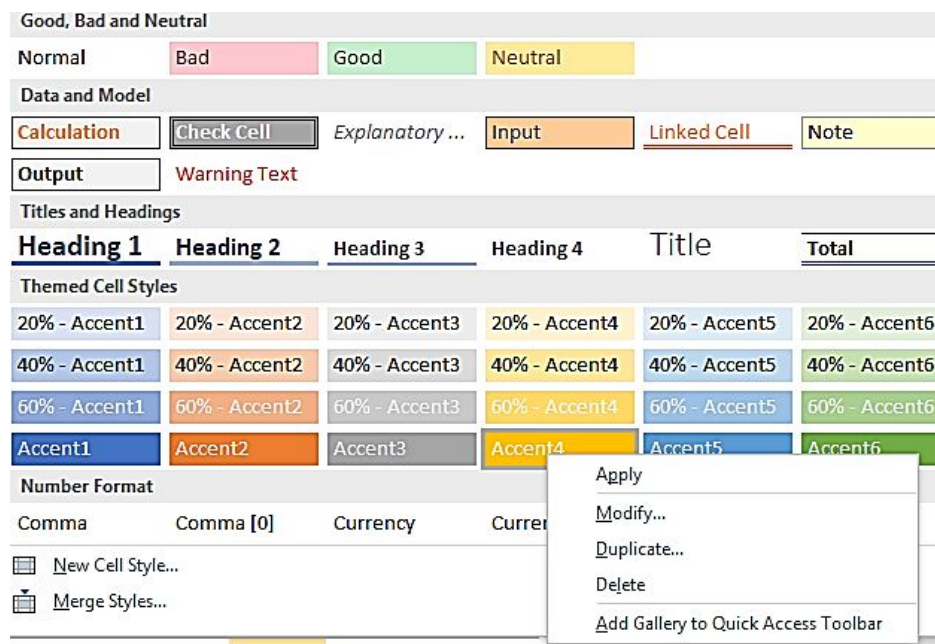 Good, Bad and Neutral
Normal Bad Good Neutral
Data and Model
Calculation Check Cell Explanatory ... Input Linked Cell Note
Output Warning Text
Titles and Headings
Heading 1 Heading 2 Heading 3 Heading 4 Title Total
Themed Cell Styles
20% - Accent1 20% - Accent2 20% - Accent3 20% - Accent4 20% - Accent5 20% - Accent6
40% - Accent1 40% - Accent2 40% - Accent3 40% - Accent4 40% - Accent5 40% - Accent6
60% - Accent1 60% - Accent2 60% - Accent3 60% - Accent4 60% - Accent5 60% - Accent6
Accent1 Accent2 Accent3 Accent4 Accent5 Accent6
Number Format
Comma Comma [0] Currency Curren
New Cell Style...
Merge Styles...
Apply
Modify...
Duplicate...
Delete
Add Gallery to Quick Access Toolbar